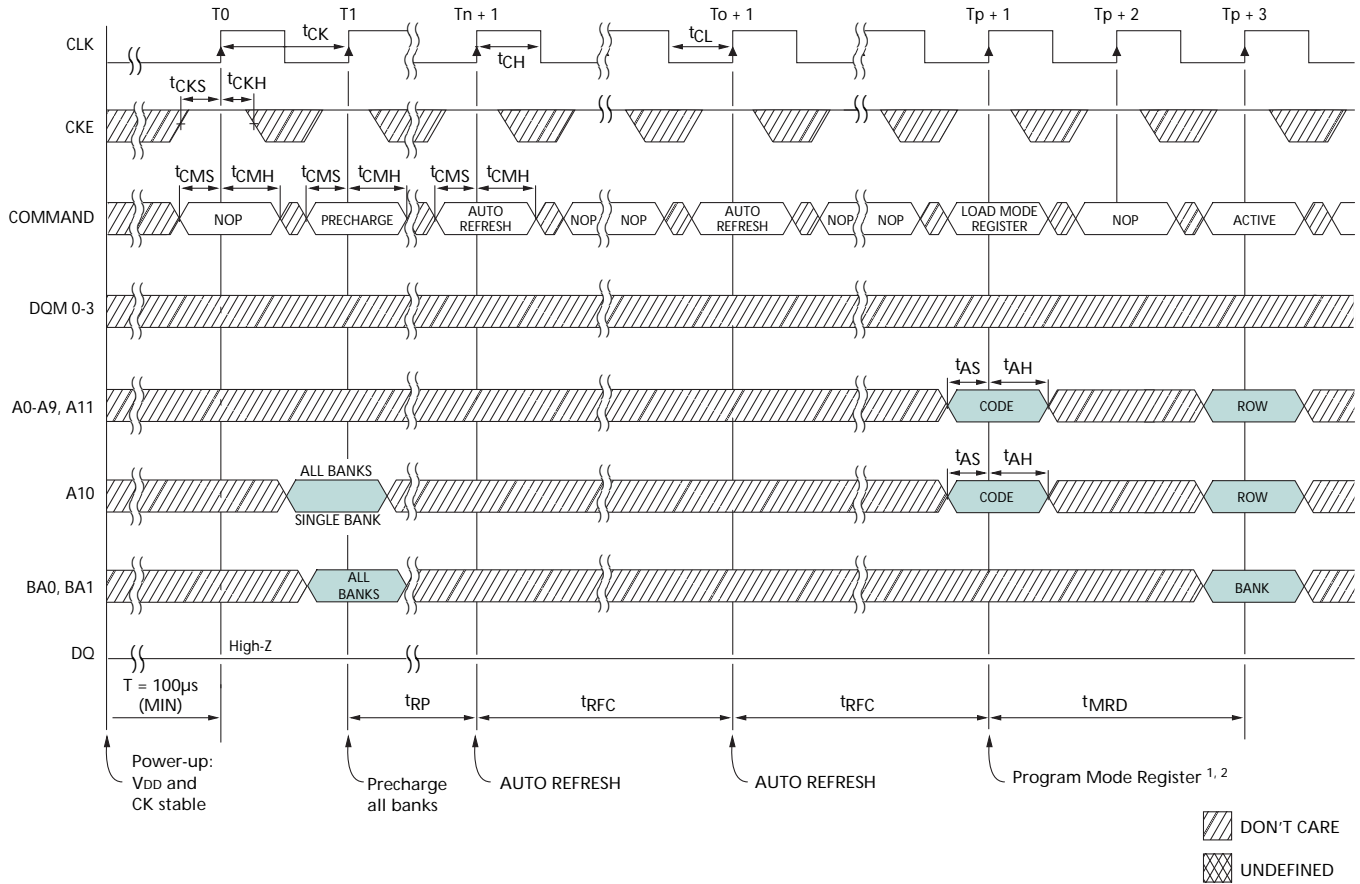 T0 T1 Tn + 1 To + 1 Tp + 1 Tp + 2 Tp + 3
CLK tCK tCH tCL
tCKS tCKH
CKE
tCMS tCMH tCMS tCMH tCMS tCMH
COMMAND NOP PRECHARGE AUTO REFRESH NOP NOP AUTO REFRESH NOP NOP LOAD MODE REGISTER NOP ACTIVE
DQM 0-3
tAS tAH
A0-A9, A11 CODE ROW
ALL BANKS tAS tAH
A10 CODE ROW
SINGLE BANK
BA0, BA1 ALL BANKS BANK
DQ High-Z
T = 100µs
(MIN)
tRP tRFC tRFC tMRD
Power-up:
VDD and
CK stable
Precharge
all banks
AUTO REFRESH
AUTO REFRESH
Program Mode Register 1, 2
DON'T CARE
UNDEFINED